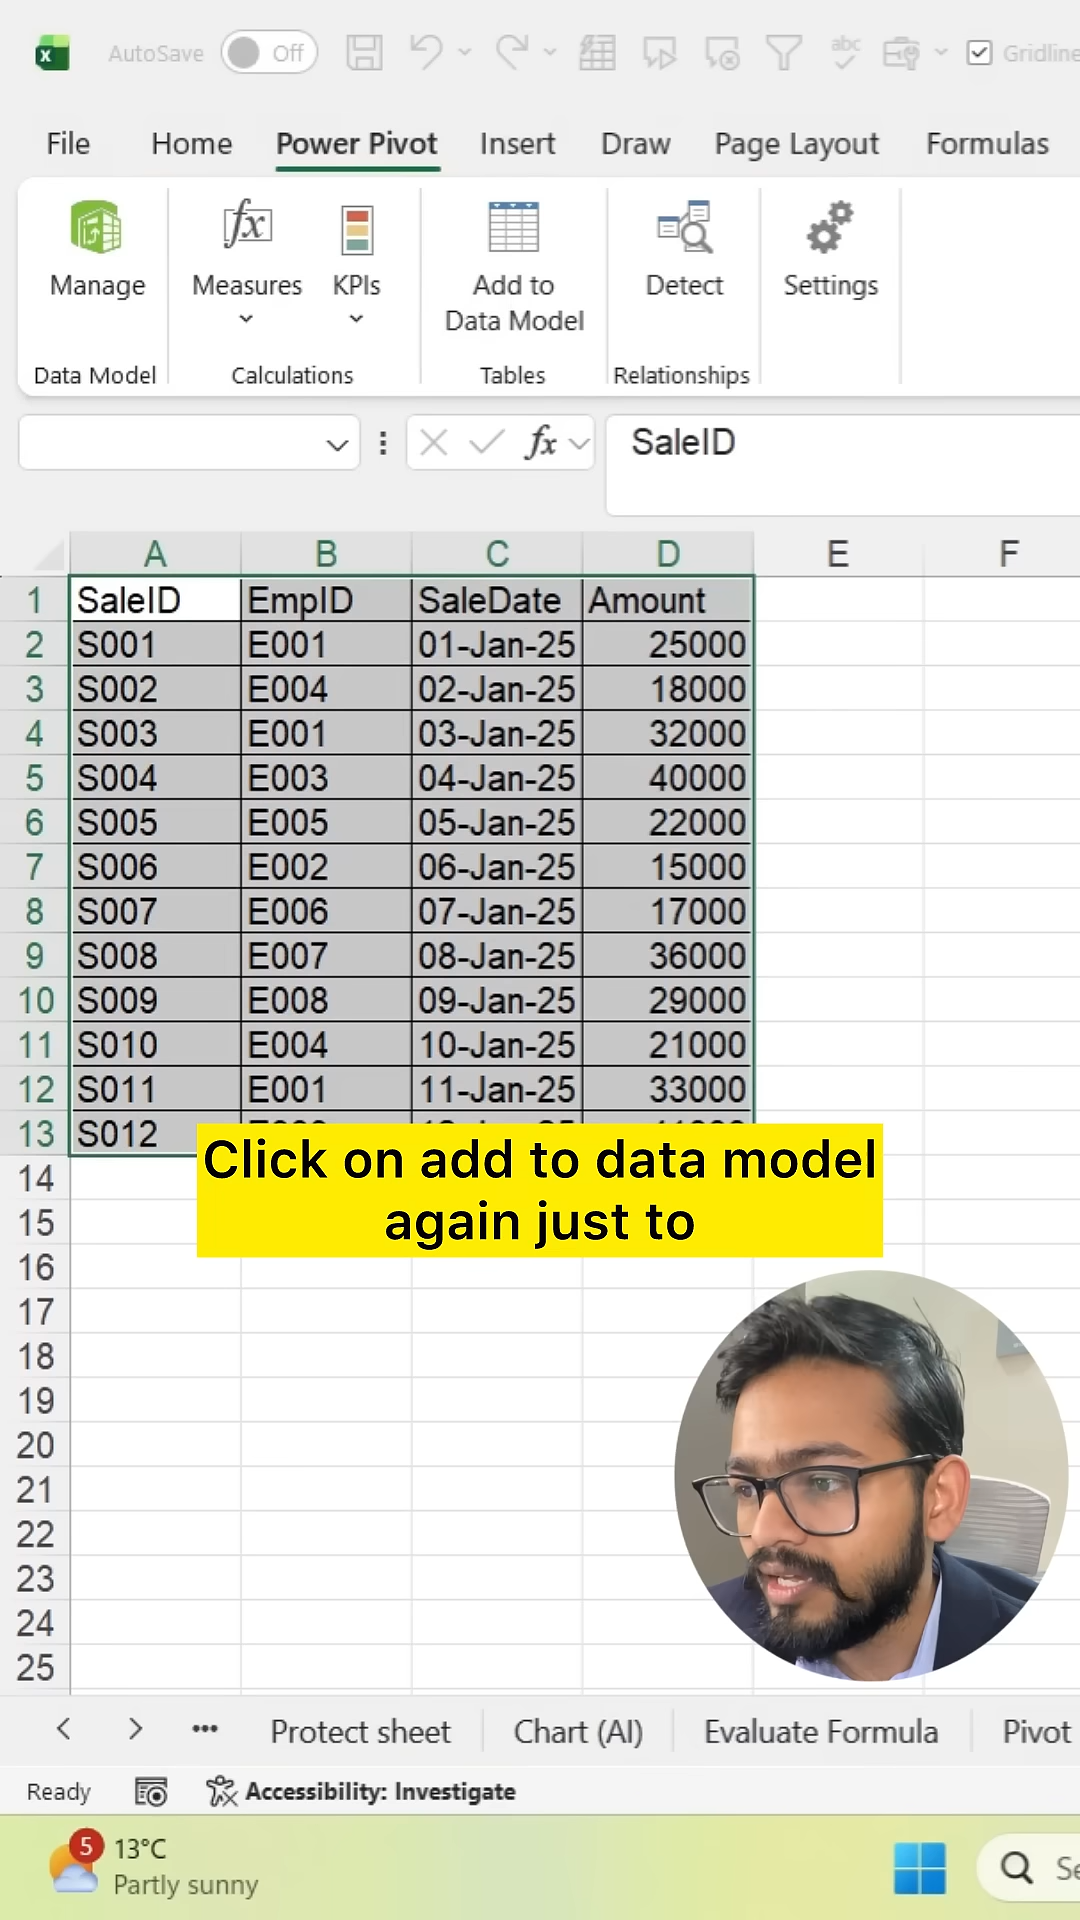 AutoSave Off abc Gridline
File Home Power Pivot Insert Draw Page Layout Formulas
Manage Measures KPIs Add to Data Model Detect Settings
Data Model Calculations Tables Relationships
fx SaleID
A B C D E F
1 SaleID EmpID SaleDate Amount
2 S001 E001 01-Jan-25 25000
3 S002 E004 02-Jan-25 18000
4 S003 E001 03-Jan-25 32000
5 S004 E003 04-Jan-25 40000
6 S005 E005 05-Jan-25 22000
7 S006 E002 06-Jan-25 15000
8 S007 E006 07-Jan-25 17000
9 S008 E007 08-Jan-25 36000
10 S009 E008 09-Jan-25 29000
11 S010 E004 10-Jan-25 21000
12 S011 E001 11-Jan-25 33000
13 S012
Click on add to data model
again just to
14
15
16
17
18
19
20
21
22
23
24
25
Protect sheet Chart (AI) Evaluate Formula Pivot
Ready Accessibility: Investigate
5 13°C
Partly sunny Se